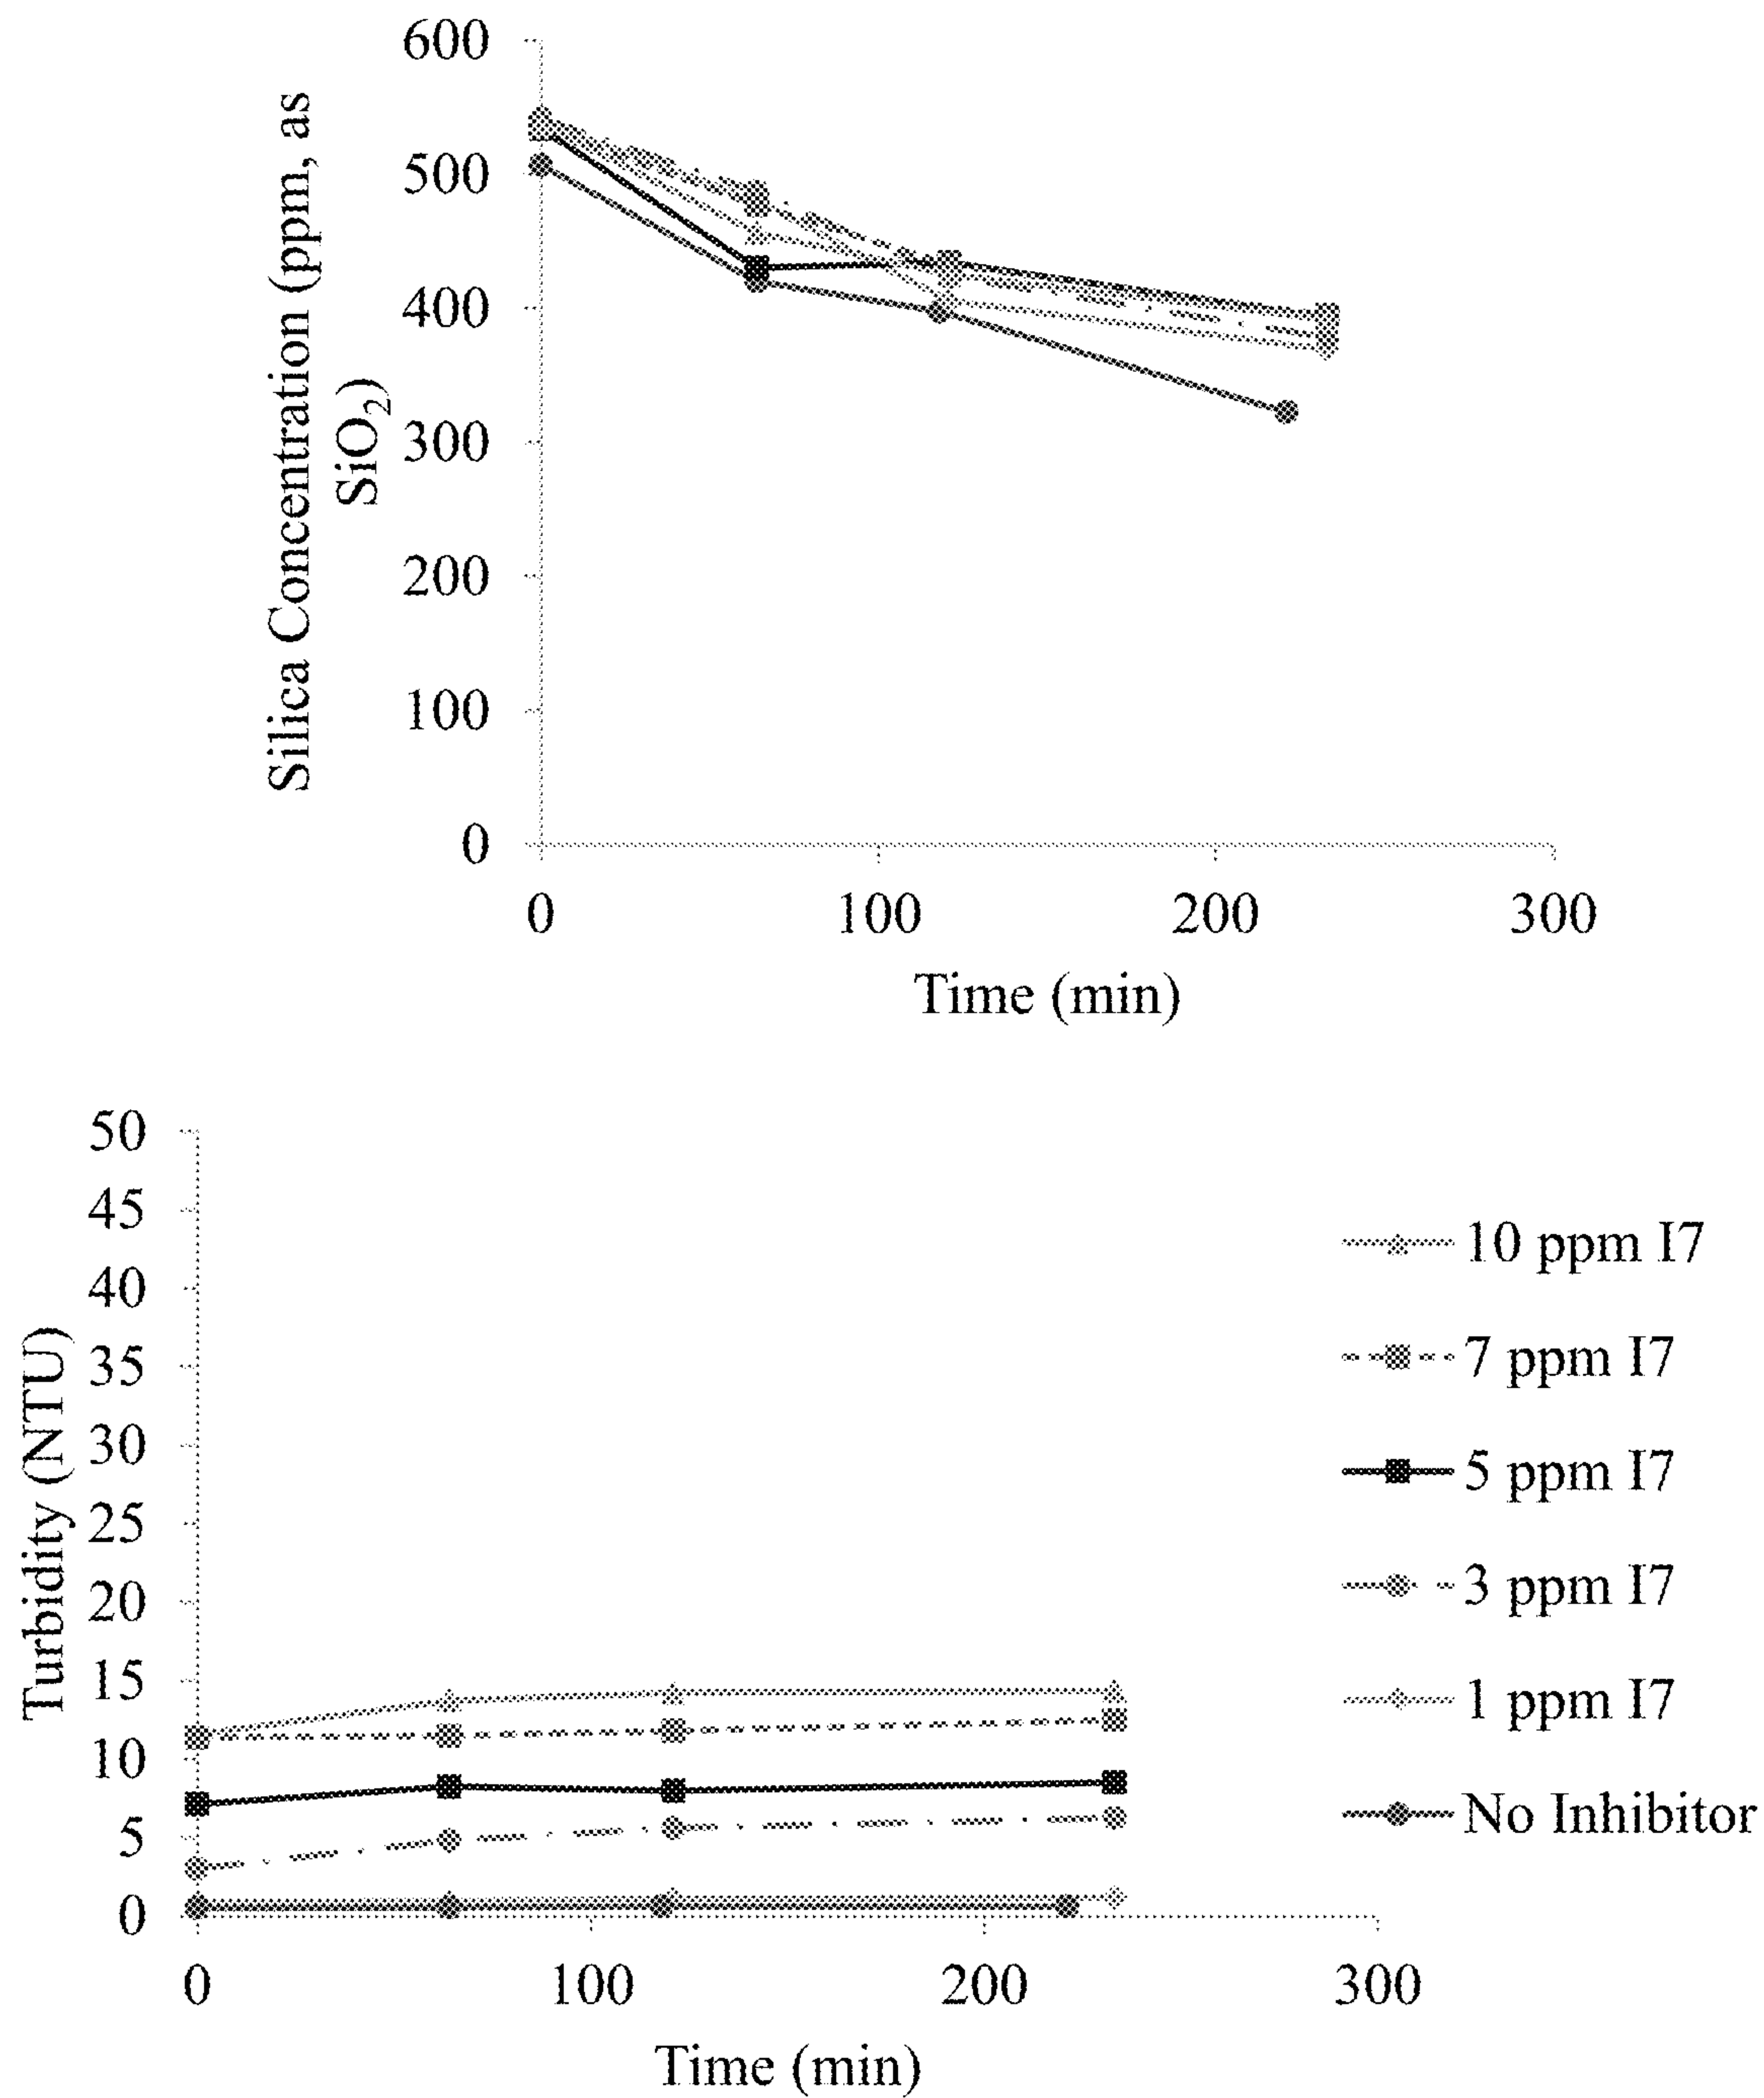 600
500
400
300
200
100
0
Silica Concentration (ppm, as
SiO₂)
0 100 200 300
Time (min)
50
45
40
35
30
25
20
15
10
5
0
Turbidity (NTU)
0 100 200 300
Time (min)
10 ppm I7
7 ppm I7
5 ppm I7
3 ppm I7
1 ppm I7
No Inhibitor